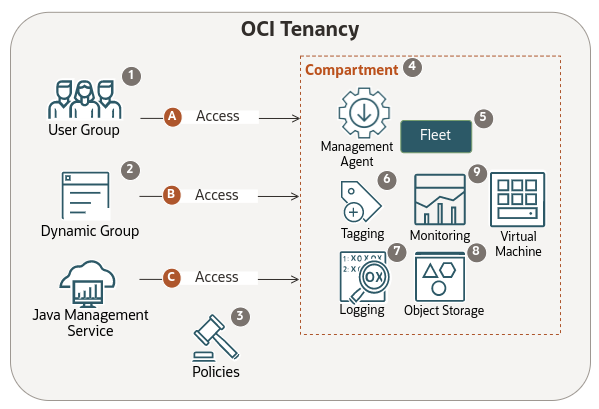 OCI Tenancy
1
User Group
A Access
2
Dynamic Group
B Access
Java Management
Service
C Access
3
Policies
Compartment 4
Management
Agent
5
Fleet
6
Tagging
9
Monitoring
Virtual
Machine
7
1:XOXOX
2:X
OX
Logging
8
Object Storage